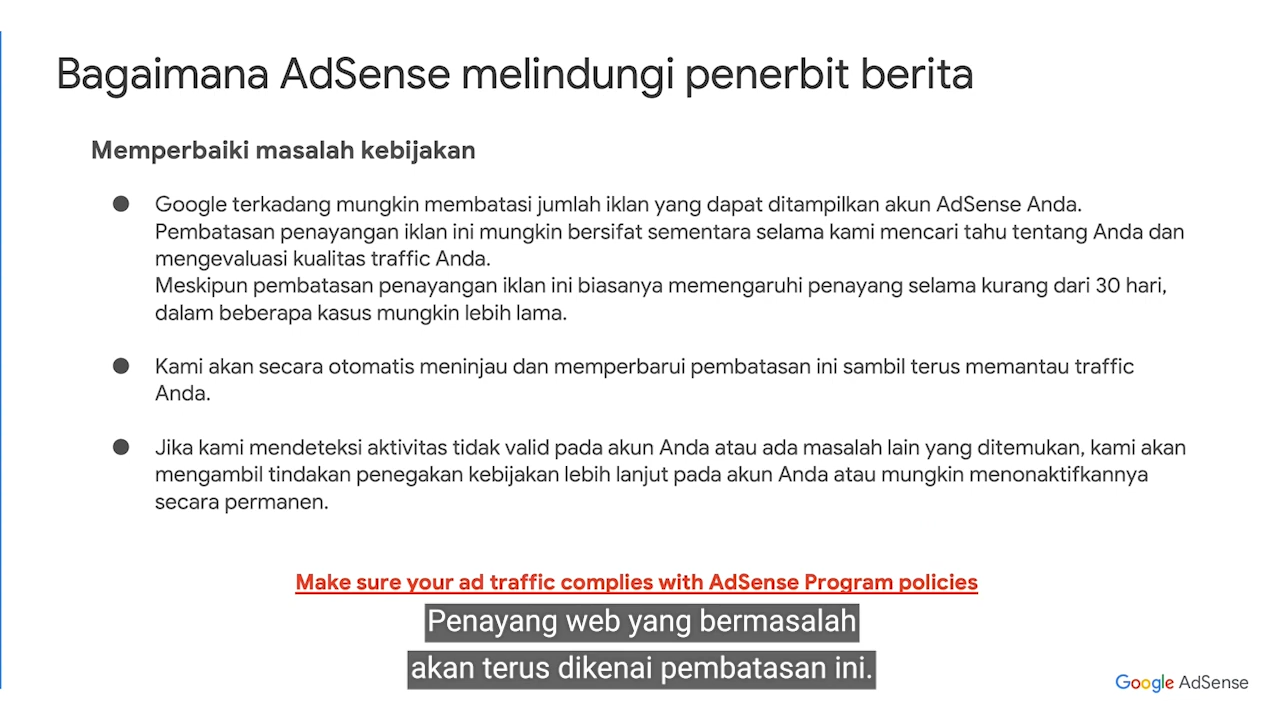 Bagaimana AdSense melindungi penerbit berita
Memperbaiki masalah kebijakan
● Google terkadang mungkin membatasi jumlah iklan yang dapat ditampilkan akun AdSense Anda.
Pembatasan penayangan iklan ini mungkin bersifat sementara selama kami mencari tahu tentang Anda dan
mengevaluasi kualitas traffic Anda.
Meskipun pembatasan penayangan iklan ini biasanya memengaruhi penayang selama kurang dari 30 hari,
dalam beberapa kasus mungkin lebih lama.
● Kami akan secara otomatis meninjau dan memperbarui pembatasan ini sambil terus memantau traffic
Anda.
● Jika kami mendeteksi aktivitas tidak valid pada akun Anda atau ada masalah lain yang ditemukan, kami akan
mengambil tindakan penegakan kebijakan lebih lanjut pada akun Anda atau mungkin menonaktifkannya
secara permanen.
Make sure your ad traffic complies with AdSense Program policies
Penayang web yang bermasalah
akan terus dikenai pembatasan ini.
Google AdSense